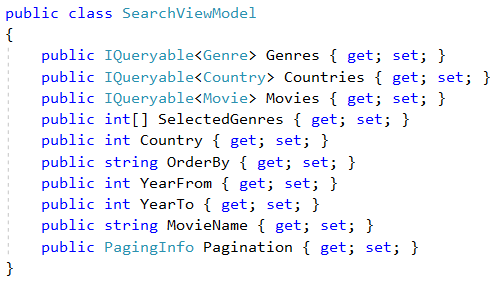 public class SearchViewModel
{
    public IQueryable<Genre> Genres { get; set; }
    public IQueryable<Country> Countries { get; set; }
    public IQueryable<Movie> Movies { get; set; }
    public int[] SelectedGenres { get; set; }
    public int Country { get; set; }
    public string OrderBy { get; set; }
    public int YearFrom { get; set; }
    public int YearTo { get; set; }
    public string MovieName { get; set; }
    public PagingInfo Pagination { get; set; }
}